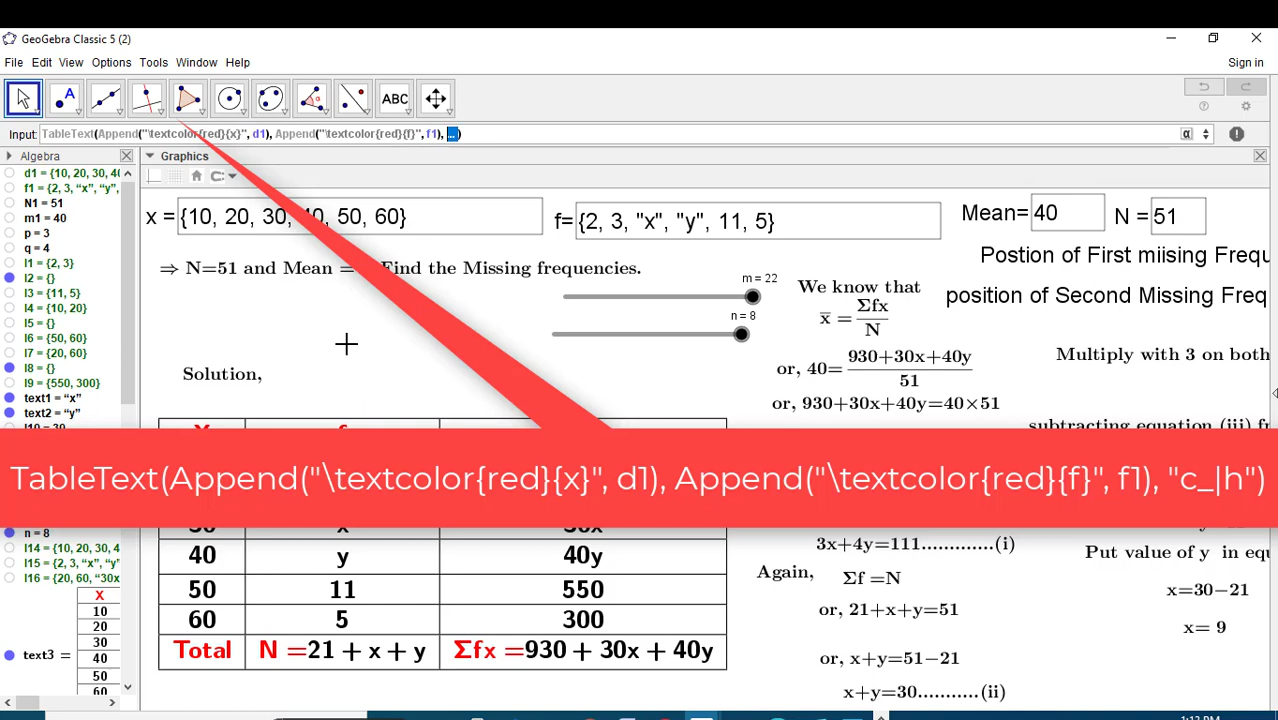 GeoGebra Classic 5 (2)
File Edit View Options Tools Window Help
Sign in
ABC
Input: TableText(Append("\textcolor{red}{x}", d1), Append("\textcolor{red}{f}", f1), ...)
α
Algebra
Graphics
d1 = {10, 20, 30, 40
f1 = {2, 3, “x”, “y”,
N1 = 51
m1 = 40
p = 3
q = 4
l1 = {2, 3}
l2 = {}
l3 = {11, 5}
l4 = {10, 20}
l5 = {}
l6 = {50, 60}
l7 = {20, 60}
l8 = {}
l9 = {550, 300}
text1 = “x”
text2 = “y”
l10 = 30
n = 8
l14 = {10, 20, 30, 4
l15 = {2, 3, “x”, “y”
l16 = {20, 60, “30x
text3 =
X
10
20
30
40
50
60
x = {10, 20, 30, 40, 50, 60}
f= {2, 3, "x", "y", 11, 5}
Mean= 40
N = 51
Postion of First miising Frequ
position of Second Missing Freq
⇒ N=51 and Mean = Find the Missing frequencies.
m = 22
n = 8
Solution,
We know that
x̅ = Σfx
N
or, 40= 930+30x+40y
51
or, 930+30x+40y=40×51
Multiply with 3 on both
subtracting equation (iii) fr
TableText(Append("\textcolor{red}{x}", d1), Append("\textcolor{red}{f}", f1), "c_|h")
30 x 30x
40 y 40y
50 11 550
60 5 300
Total N =21 + x + y Σfx =930 + 30x + 40y
3x+4y=111.............(i)
Again, Σf =N
or, 21+x+y=51
or, x+y=51−21
x+y=30...........(ii)
Put value of y in equ
x=30−21
x= 9
1:12 PM